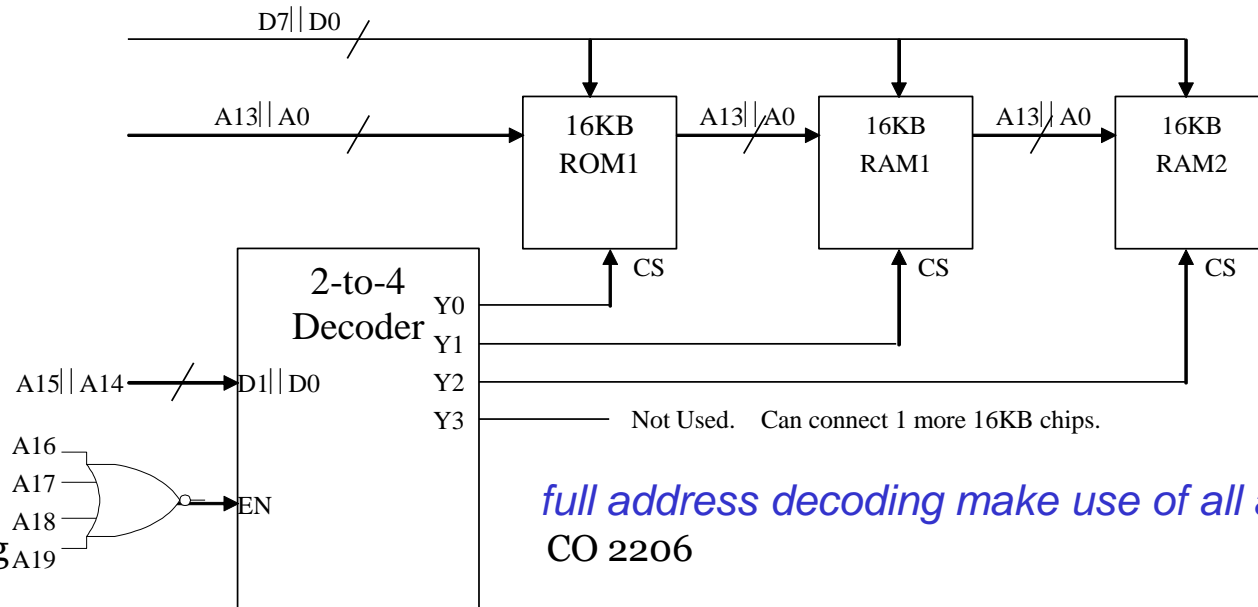 D7||D0
A13||A0
16KB
ROM1
A13||A0
16KB
RAM1
A13||A0
16KB
RAM2
CS
CS
CS
2-to-4
Decoder
Y0
Y1
Y2
Y3
A15||A14
D1||D0
Not Used. Can connect 1 more 16KB chips.
A16
A17
A18
A19
EN
full address decoding make use of all a
g
CO 2206